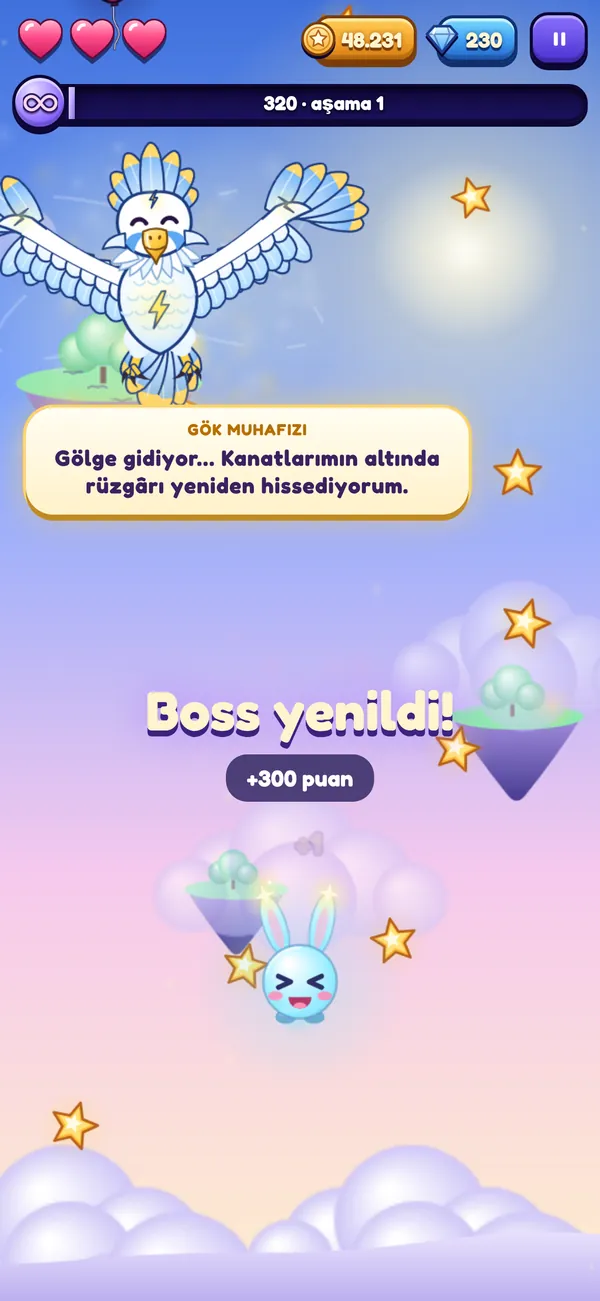 48.231
230
320 · aşama 1
GÖK MUHAFIZI
Gölge gidiyor... Kanatlarımın altında
rüzgârı yeniden hissediyorum.
Boss yenildi!
+300 puan